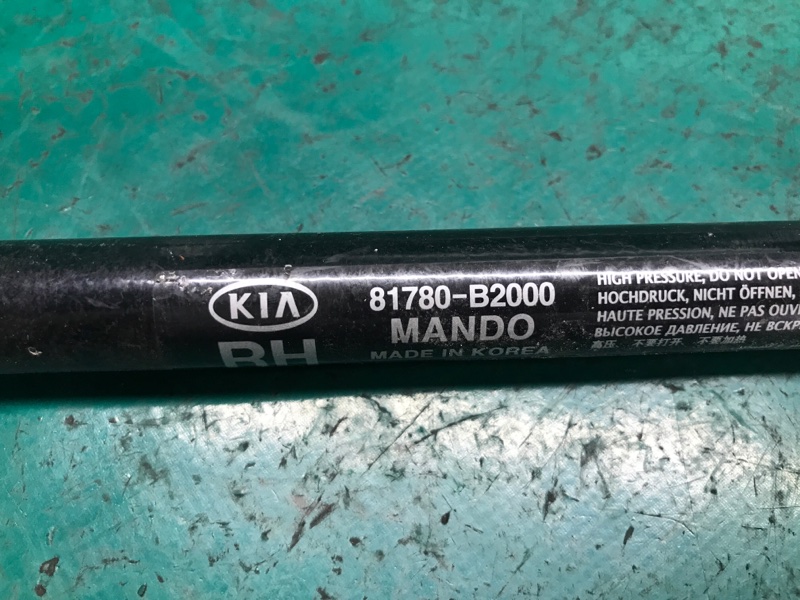 KIA
RH
81780-B2000
MANDO
MADE IN KOREA
HIGH PRESSURE, DO NOT OPEN
HOCHDRUCK, NICHT ÖFFNEN,
HAUTE PRESSION, NE PAS OUV
ВЫСОКОЕ ДАВЛЕНИЕ, НЕ ВСКР
高压, 不要打开, 不要加热